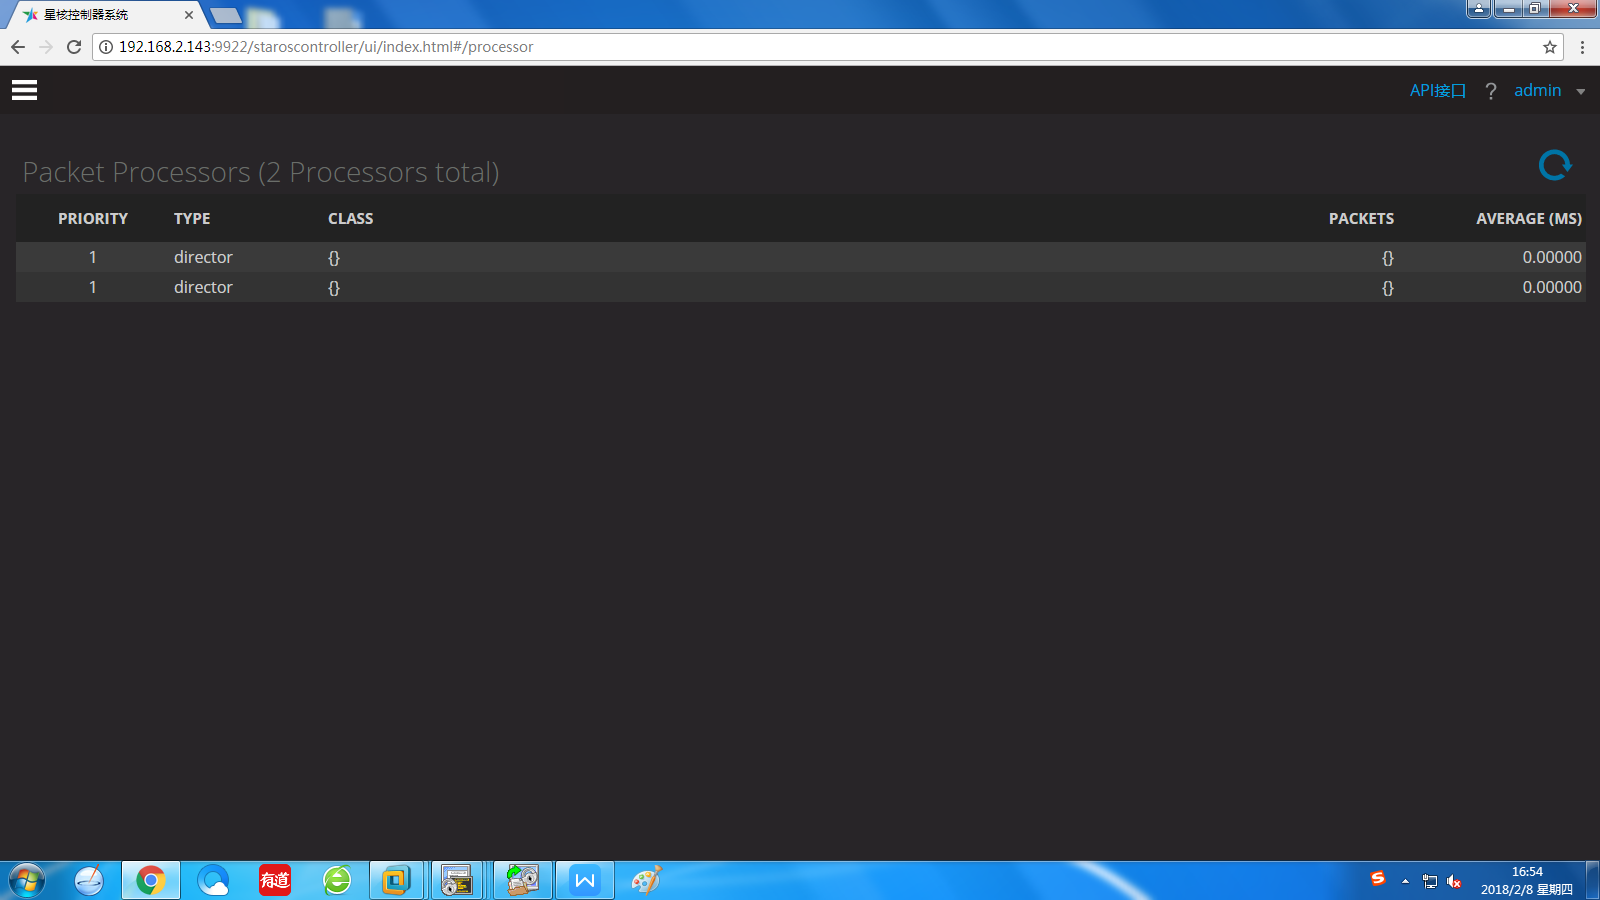 星核控制器系统
192.168.2.143:9922/staroscontroller/ui/index.html#/processor
API接口 ? admin
Packet Processors (2 Processors total)
PRIORITY TYPE CLASS PACKETS AVERAGE (MS)
1 director {} {} 0.00000
1 director {} {} 0.00000
有道
16:54
2018/2/8 星期四